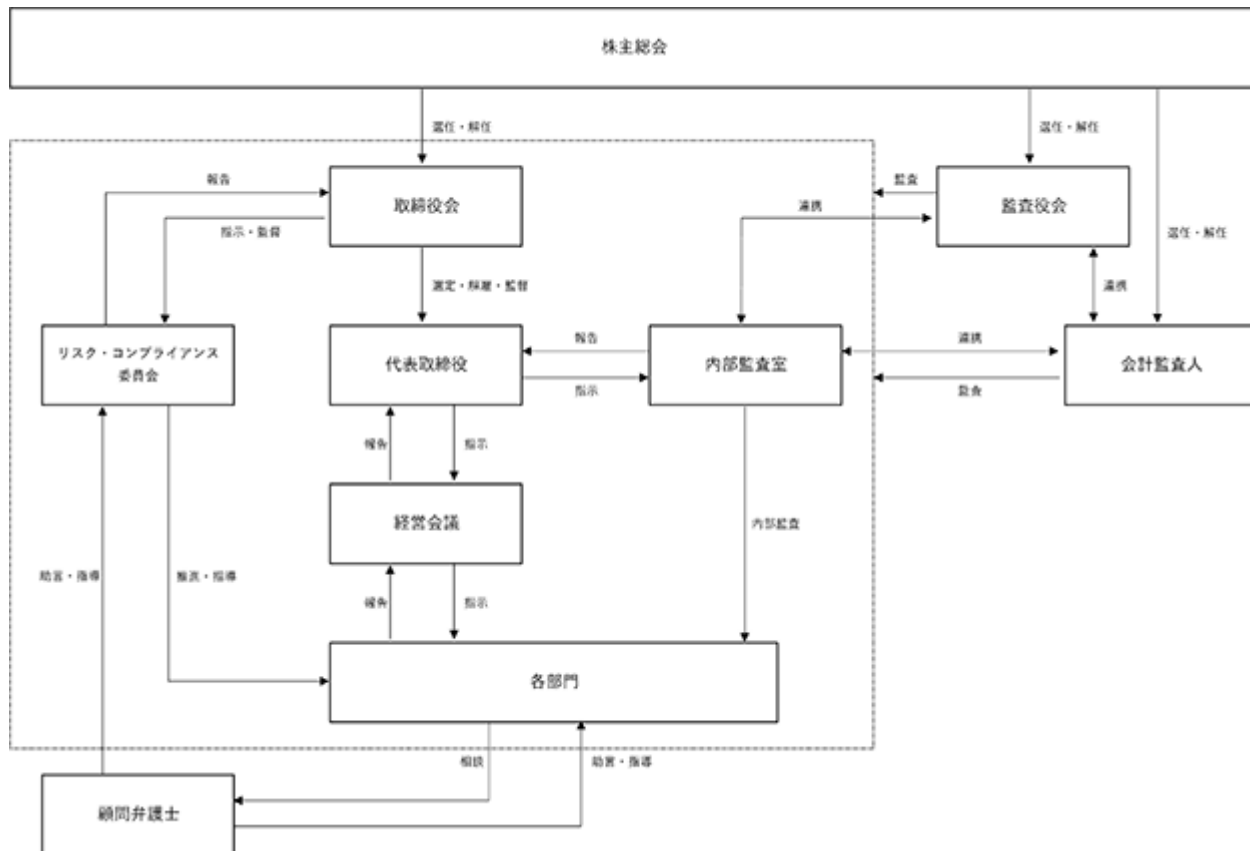 株主総会
選任・解任
選任・解任
選任・解任
報告
取締役会
指示・監督
監査
連携
監査役会
選定・解職・監督
連携
リスク・コンプライアンス
委員会
代表取締役
報告
指示
内部監査室
連携
監査
会計監査人
報告
指示
経営会議
内部監査
助言・指導
推進・指導
報告
指示
各部門
相談
助言・指導
顧問弁護士